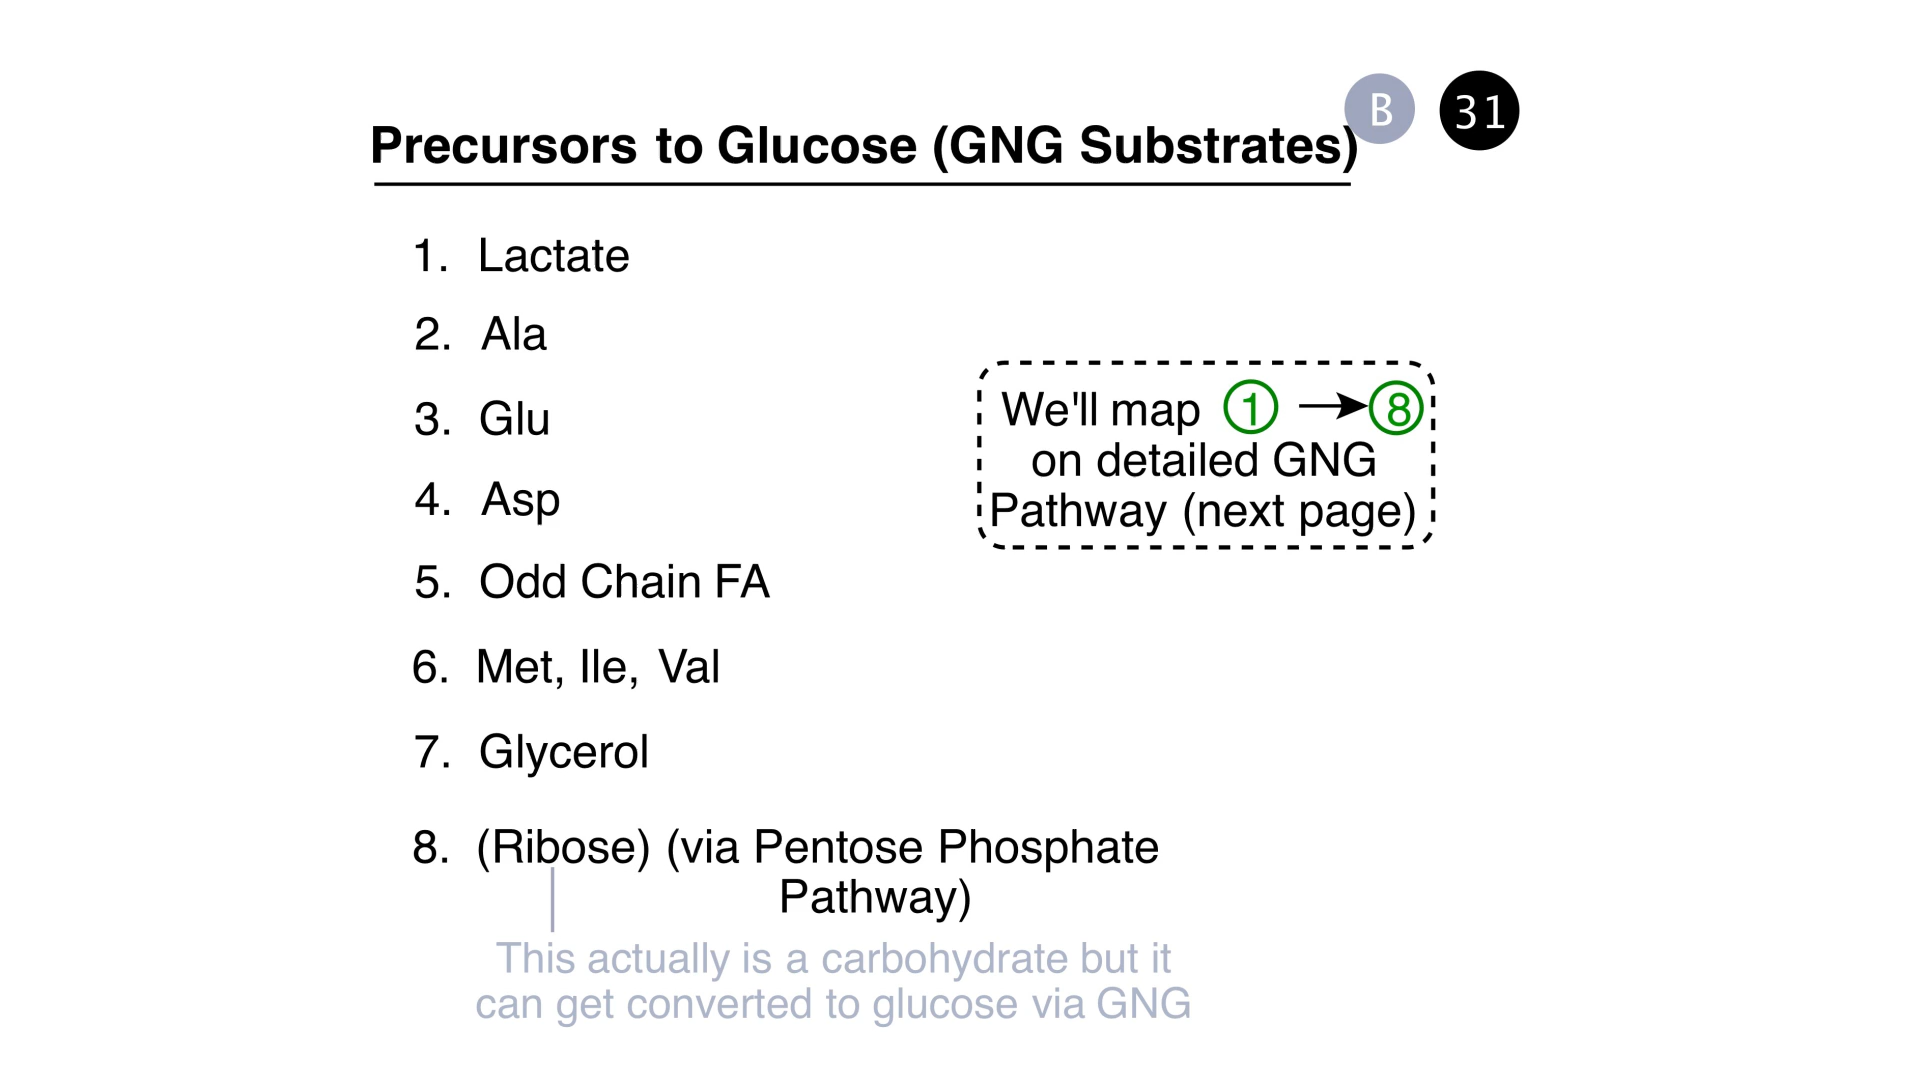 B 31
Precursors to Glucose (GNG Substrates)
1. Lactate
2. Ala
3. Glu
4. Asp
We'll map 1 → 8
on detailed GNG
Pathway (next page)
5. Odd Chain FA
6. Met, Ile, Val
7. Glycerol
8. (Ribose) (via Pentose Phosphate
Pathway)
This actually is a carbohydrate but it
can get converted to glucose via GNG